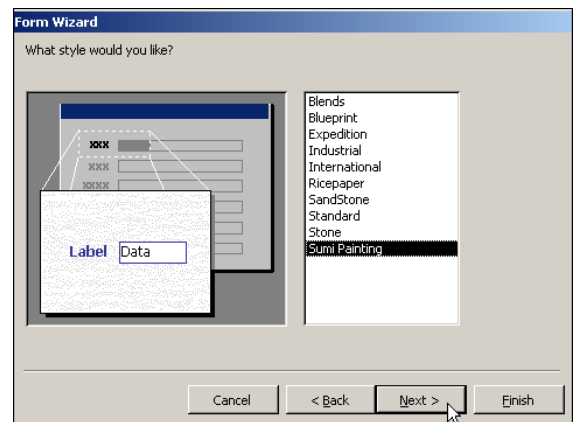 Form Wizard
What style would you like?
xxx
xxx
xxxx
Label Data
Blends
Blueprint
Expedition
Industrial
International
Ricepaper
SandStone
Standard
Stone
Sumi Painting
Cancel < Back Next > Finish